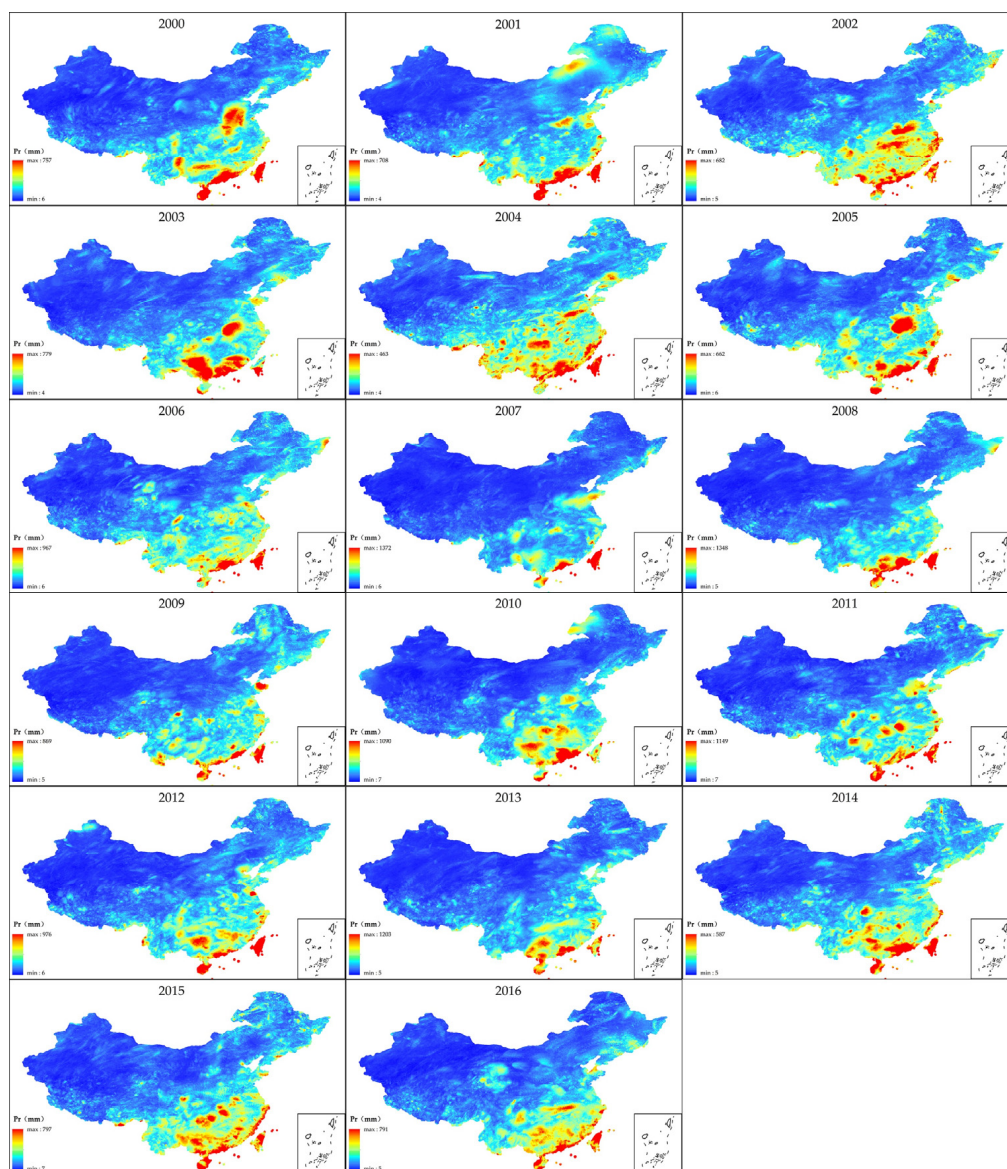 2000
Pr（mm）
max : 757
min : 6
2001
Pr（mm）
max : 708
min : 4
2002
Pr（mm）
max : 682
min : 5
2003
Pr（mm）
max : 779
min : 4
2004
Pr（mm）
max : 463
min : 4
2005
Pr（mm）
max : 662
min : 6
2006
Pr（mm）
max : 967
min : 6
2007
Pr（mm）
max : 1372
min : 6
2008
Pr（mm）
max : 1348
min : 5
2009
Pr（mm）
max : 869
min : 5
2010
Pr（mm）
max : 1090
min : 7
2011
Pr（mm）
max : 1149
min : 7
2012
Pr（mm）
max : 976
min : 6
2013
Pr（mm）
max : 1203
min : 5
2014
Pr（mm）
max : 587
min : 5
2015
Pr（mm）
max : 797
min : 7
2016
Pr（mm）
max : 791
min : 5